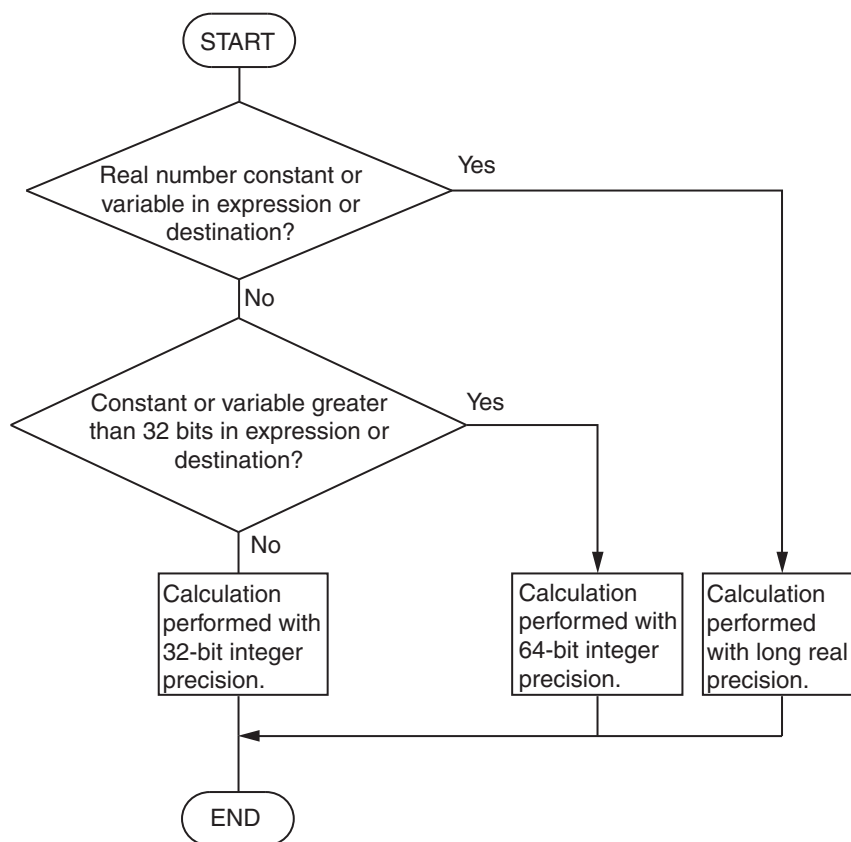 START
Real number constant or
variable in expression or
destination?
Yes
No
Constant or variable greater
than 32 bits in expression or
destination?
Yes
No
Calculation
performed with
32-bit integer
precision.
Calculation
performed with
64-bit integer
precision.
Calculation
performed
with long real
precision.
END